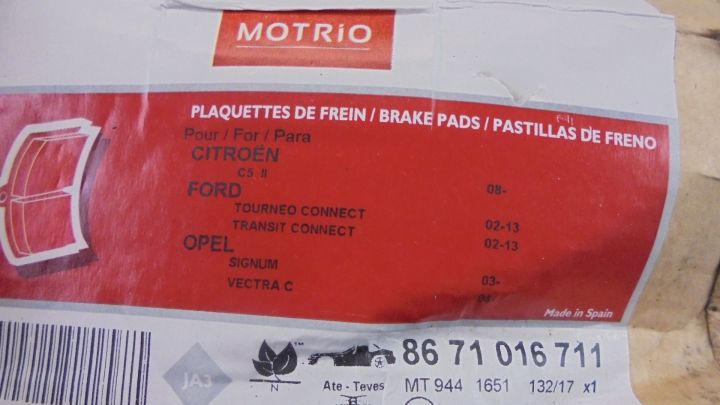 MOTRiO
PLAQUETTES DE FREIN / BRAKE PADS / PASTILLAS DE FRENO
Pour / For / Para
CITROËN
C5 II 08-
FORD
TOURNEO CONNECT 02-13
TRANSIT CONNECT 02-13
OPEL
SIGNUM 03-
VECTRA C
Made in Spain
JA3
N
TM
86 71 016 711
Ate - Teves MT 944 1651 132/17 x1